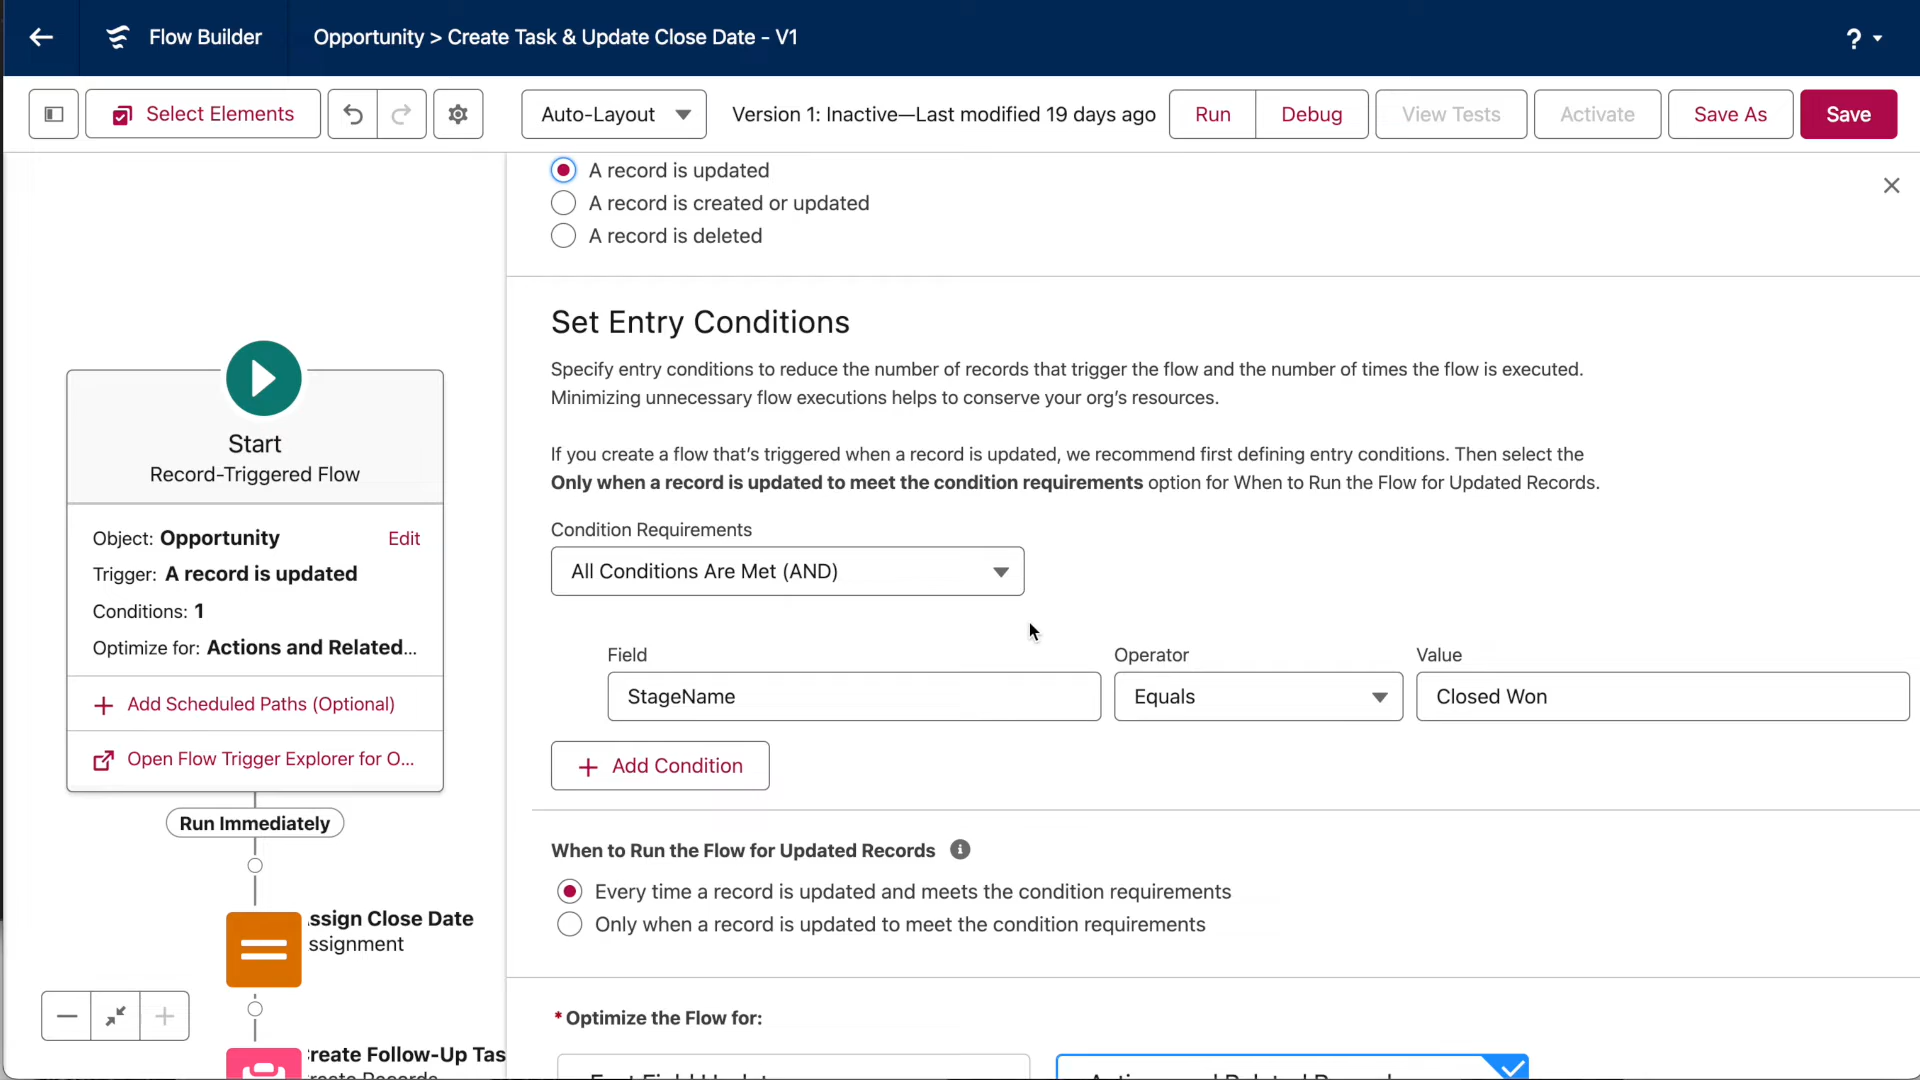 Flow Builder
Opportunity > Create Task & Update Close Date - V1
?
Select Elements
Auto-Layout
Version 1: Inactive—Last modified 19 days ago
Run
Debug
View Tests
Activate
Save As
Save
Start
Record-Triggered Flow
Object: Opportunity
Edit
Trigger: A record is updated
Conditions: 1
Optimize for: Actions and Related...
Add Scheduled Paths (Optional)
Open Flow Trigger Explorer for O...
Run Immediately
ssign Close Date
ssignment
reate Follow-Up Tas
A record is updated
A record is created or updated
A record is deleted
Set Entry Conditions
Specify entry conditions to reduce the number of records that trigger the flow and the number of times the flow is executed.
Minimizing unnecessary flow executions helps to conserve your org's resources.
If you create a flow that's triggered when a record is updated, we recommend first defining entry conditions. Then select the
Only when a record is updated to meet the condition requirements option for When to Run the Flow for Updated Records.
Condition Requirements
All Conditions Are Met (AND)
Field
Operator
Value
StageName
Equals
Closed Won
Add Condition
When to Run the Flow for Updated Records
Every time a record is updated and meets the condition requirements
Only when a record is updated to meet the condition requirements
* Optimize the Flow for: